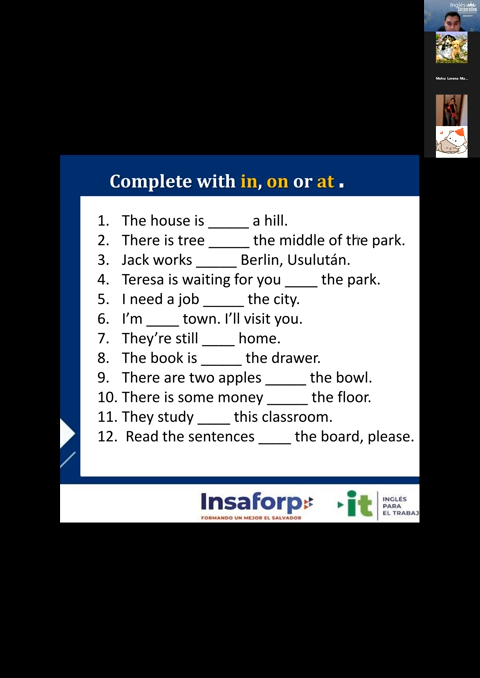 Inglés
Complete with in, on or at .
1. The house is _____ a hill.
2. There is tree _____ the middle of the park.
3. Jack works _____ Berlin, Usulután.
4. Teresa is waiting for you ____ the park.
5. I need a job _____ the city.
6. I'm ____ town. I'll visit you.
7. They're still ____ home.
8. The book is _____ the drawer.
9. There are two apples _____ the bowl.
10. There is some money _____ the floor.
11. They study ____ this classroom.
12. Read the sentences ____ the board, please.
Insaforp
FORMANDO UN MEJOR EL SALVADOR
it
INGLÉS
PARA
EL TRABAJ